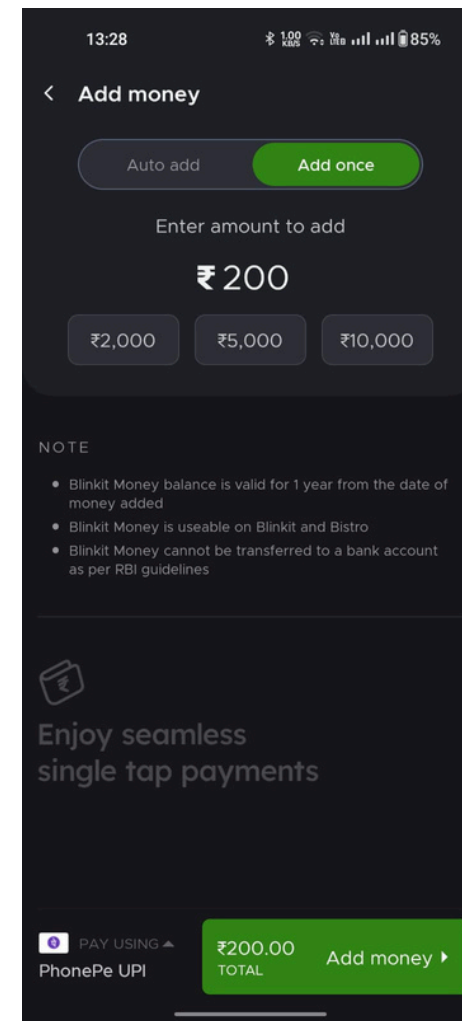 13:28
1.00
KB/S
85%
Add money
Auto add
Add once
Enter amount to add
₹200
₹2,000
₹5,000
₹10,000
NOTE
Blinkit Money balance is valid for 1 year from the date of
money added
Blinkit Money is useable on Blinkit and Bistro
Blinkit Money cannot be transferred to a bank account
as per RBI guidelines
Enjoy seamless
single tap payments
PAY USING
PhonePe UPI
₹200.00
TOTAL
Add money